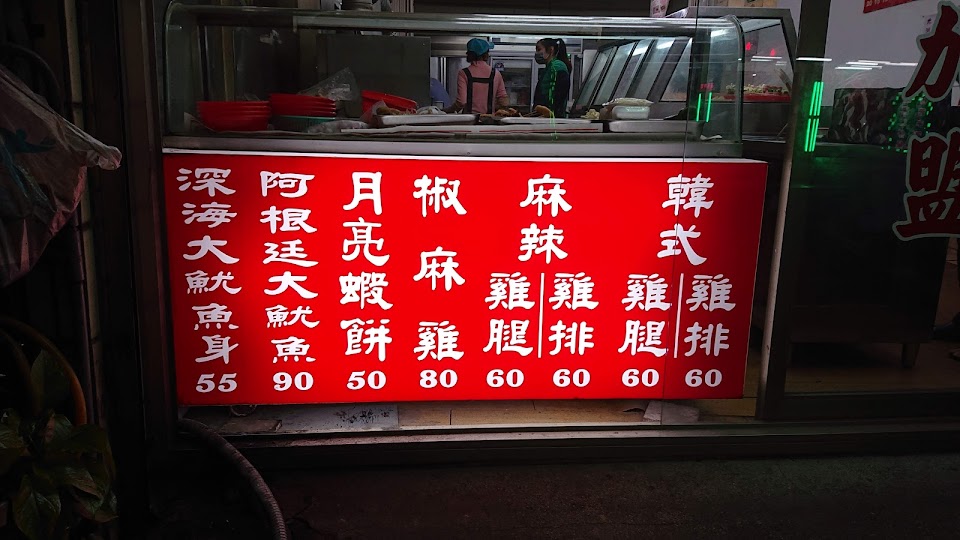 韓式
雞排 60
雞腿 60
麻辣
雞排 60
雞腿 60
椒麻雞 80
月亮蝦餅 50
阿根廷大魷魚 90
深海大魷魚身 55
加盟